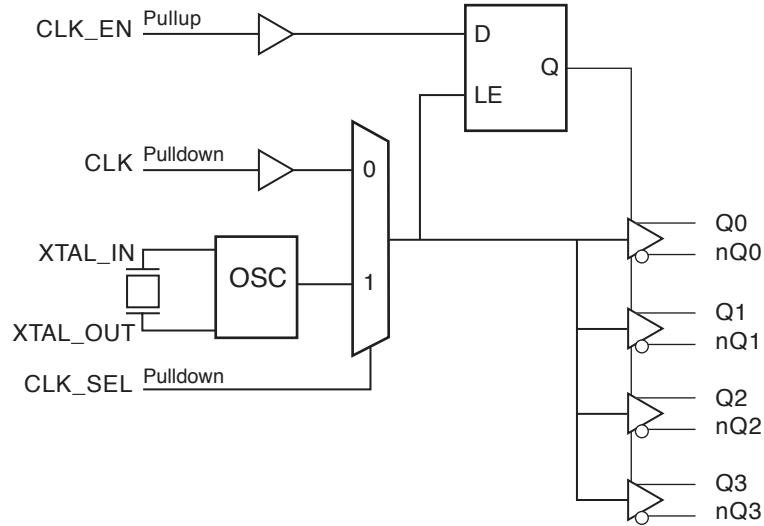 CLK_EN Pullup
D
Q
LE
CLK Pulldown
0
XTAL_IN
OSC
1
XTAL_OUT
CLK_SEL Pulldown
Q0
nQ0
Q1
nQ1
Q2
nQ2
Q3
nQ3